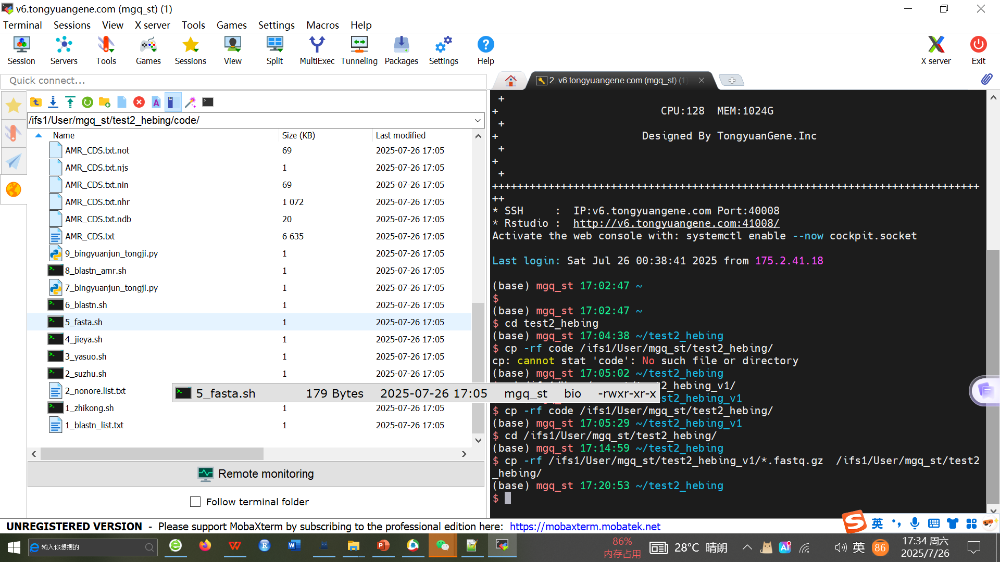 v6.tongyuangene.com (mgq_st) (1)
Terminal Sessions View X server Tools Games Settings Macros Help
Session Servers Tools Games Sessions View Split MultiExec Tunneling Packages Settings Help X server Exit
Quick connect...
2. v6.tongyuangene.com (mgq_st) (1)
/ifs1/User/mgq_st/test2_hebing/code/
Name Size (KB) Last modified
AMR_CDS.txt.not 69 2025-07-26 17:05
AMR_CDS.txt.njs 1 2025-07-26 17:05
AMR_CDS.txt.nin 69 2025-07-26 17:05
AMR_CDS.txt.nhr 1 072 2025-07-26 17:05
AMR_CDS.txt.ndb 20 2025-07-26 17:05
AMR_CDS.txt 6 635 2025-07-26 17:05
9_bingyuanjun_tongji.py 1 2025-07-26 17:05
8_blastn_amr.sh 1 2025-07-26 17:05
7_bingyuanjun_tongji.py 1 2025-07-26 17:05
6_blastn.sh 1 2025-07-26 17:05
5_fasta.sh 1 2025-07-26 17:05
4_jieya.sh 1 2025-07-26 17:05
3_yasuo.sh 1 2025-07-26 17:05
2_suzhu.sh 1 2025-07-26 17:05
2_nonore.list.txt
5_fasta.sh 179 Bytes 2025-07-26 17:05 mgq_st bio -rwxr-xr-x
1_zhikong.sh 1 2025-07-26 17:05
1_blastn_list.txt 1 2025-07-26 17:05
Remote monitoring
Follow terminal folder
+
+ CPU:128 MEM:1024G
+
+ Designed By TongyuanGene.Inc
+
+
+
++++++++++++++++++++++++++++++++++++++++++++++++++++++++++++++++++++++++++++++
++
* SSH : IP:v6.tongyuangene.com Port:40008
* Rstudio : http://v6.tongyuangene.com:41008/
Activate the web console with: systemctl enable --now cockpit.socket
Last login: Sat Jul 26 00:38:41 2025 from 175.2.41.18
(base) mgq_st 17:02:47 ~
$
(base) mgq_st 17:02:47 ~
$ cd test2_hebing
(base) mgq_st 17:04:38 ~/test2_hebing
$ cp -rf code /ifs1/User/mgq_st/test2_hebing/
cp: cannot stat 'code': No such file or directory
(base) mgq_st 17:05:02 ~/test2_hebing
2_hebing_v1/
test2_hebing_v1
$ cp -rf code /ifs1/User/mgq_st/test2_hebing/
(base) mgq_st 17:05:29 ~/test2_hebing_v1
$ cd /ifs1/User/mgq_st/test2_hebing/
(base) mgq_st 17:14:59 ~/test2_hebing
$ cp -rf /ifs1/User/mgq_st/test2_hebing_v1/*.fastq.gz /ifs1/User/mgq_st/test2
_hebing/
(base) mgq_st 17:20:53 ~/test2_hebing
$
UNREGISTERED VERSION - Please support MobaXterm by subscribing to the professional edition here: https://mobaxterm.mobatek.net
英
输入你想搜的
86%
内存占用
28°C 晴朗
英
86
17:34 周六
2025/7/26